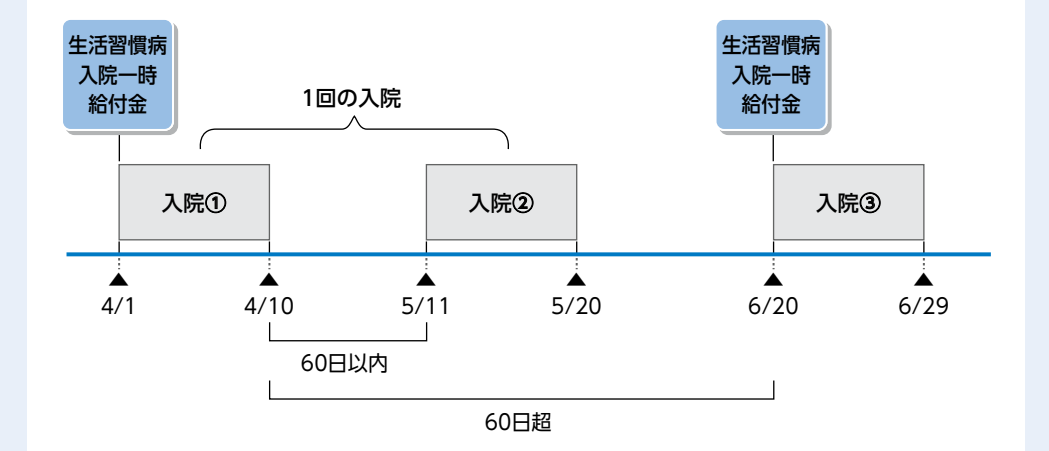 生活習慣病
入院一時
給付金
生活習慣病
入院一時
給付金
1回の入院
入院①
入院②
入院③
4/1
4/10
5/11
5/20
6/20
6/29
60日以内
60日超